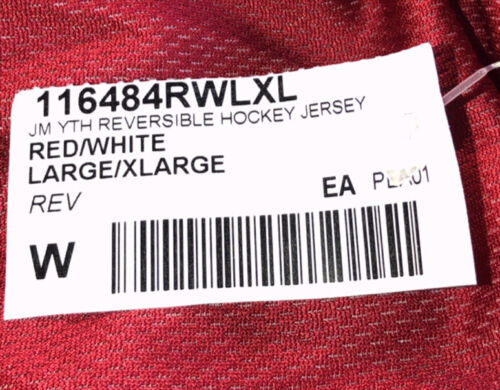 116484RWLXL
JM YTH REVERSIBLE HOCKEY JERSEY
RED/WHITE
LARGE/XLARGE
REV EA
W